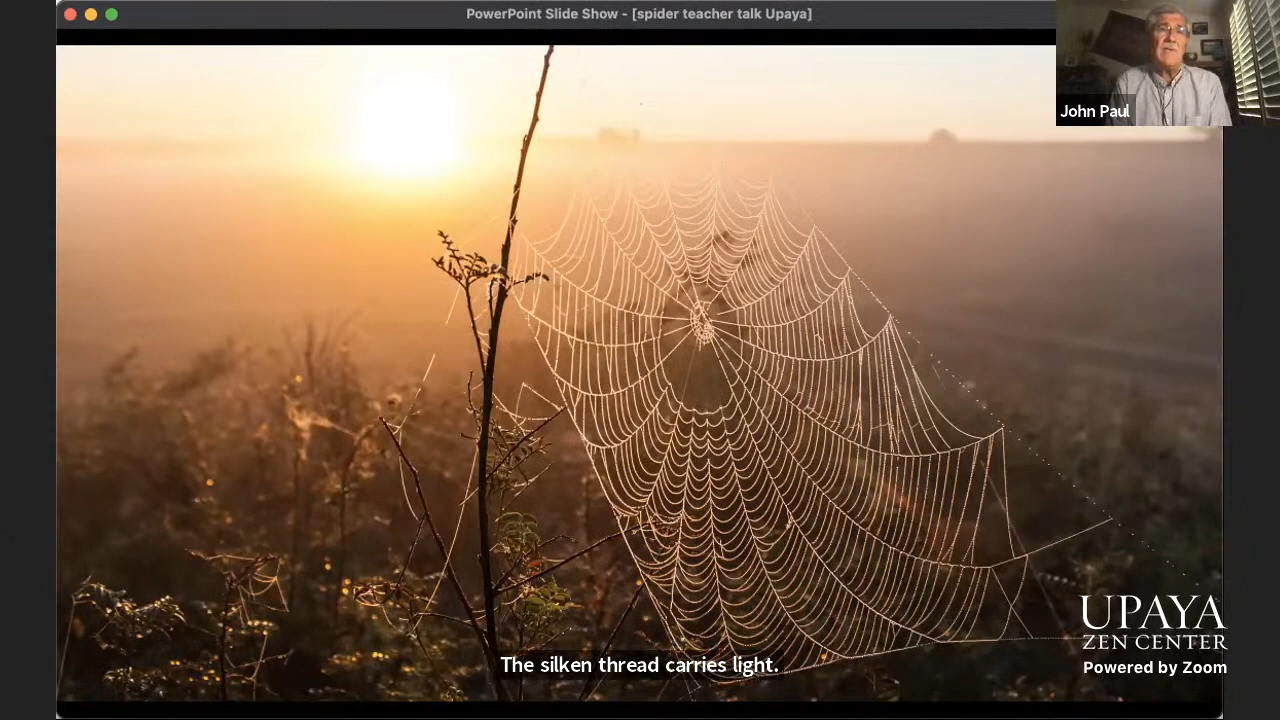 PowerPoint Slide Show - [spider teacher talk Upaya]
John Paul
UPAYA
ZEN CENTER
Powered by Zoom
The silken thread carries light.